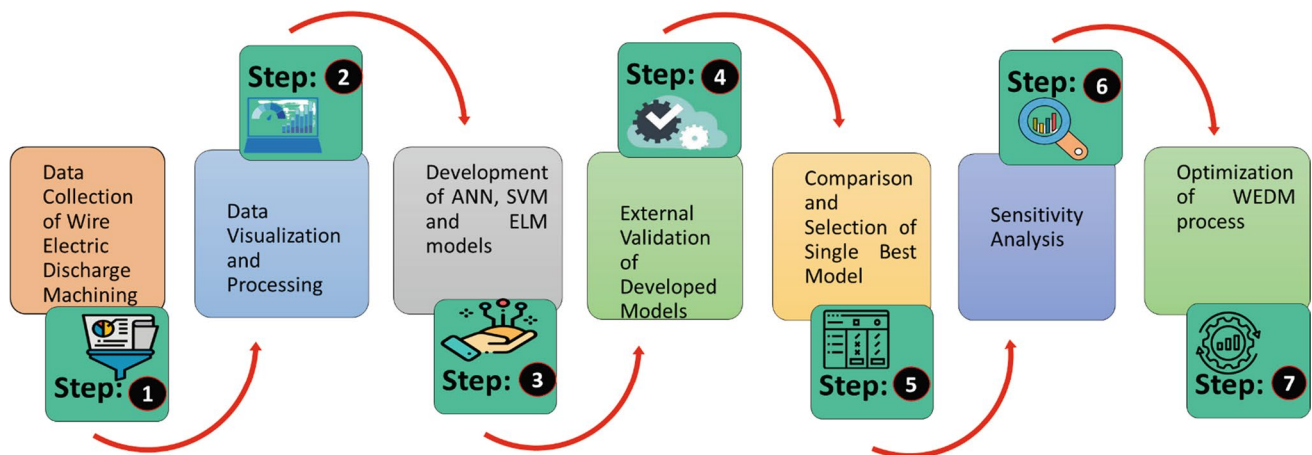 Data
Collection
of Wire
Electric
Discharge
Machining
Step: 1
Step: 2
Data
Visualization
and
Processing
Development
of ANN, SVM
and ELM
models
Step: 3
Step: 4
External
Validation
of
Developed
Models
Comparison
and
Selection of
Single Best
Model
Step: 5
Step: 6
Sensitivity
Analysis
Optimization
of WEDM
process
Step: 7